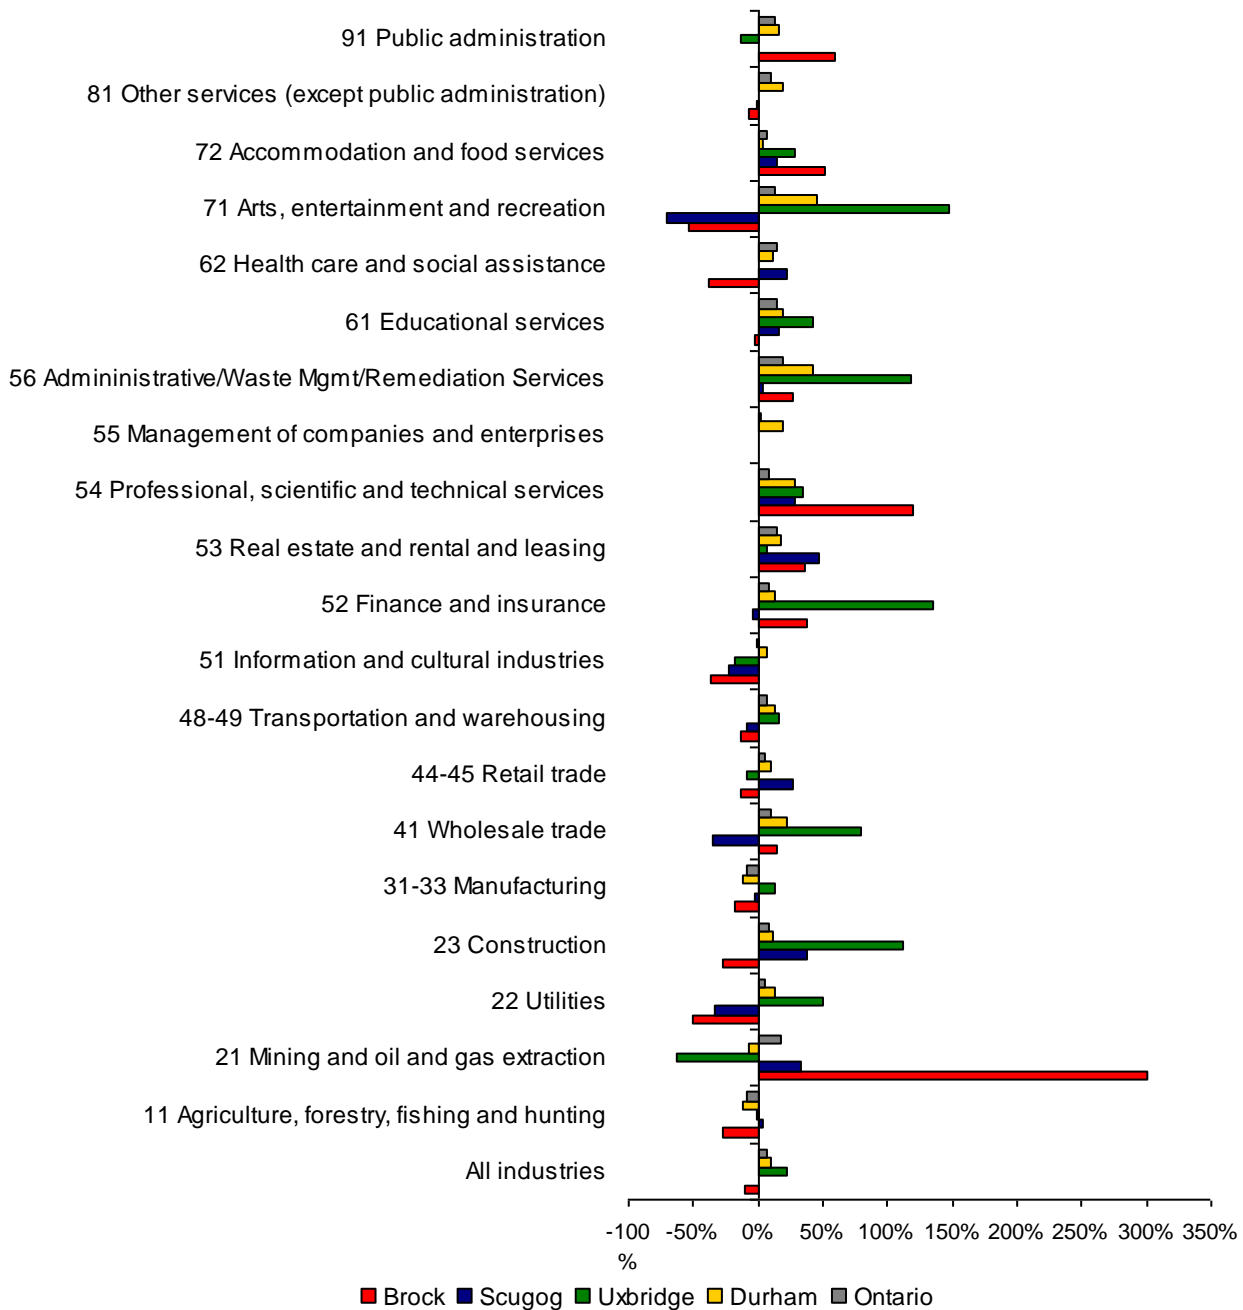 91 Public administration
81 Other services (except public administration)
72 Accommodation and food services
71 Arts, entertainment and recreation
62 Health care and social assistance
61 Educational services
56 Admininistrative/Waste Mgmt/Remediation Services
55 Management of companies and enterprises
54 Professional, scientific and technical services
53 Real estate and rental and leasing
52 Finance and insurance
51 Information and cultural industries
48-49 Transportation and warehousing
44-45 Retail trade
41 Wholesale trade
31-33 Manufacturing
23 Construction
22 Utilities
21 Mining and oil and gas extraction
11 Agriculture, forestry, fishing and hunting
All industries
-100 -50% 0% 50% 100% 150% 200% 250% 300% 350%
%
Brock Scugog Uxbridge Durham Ontario